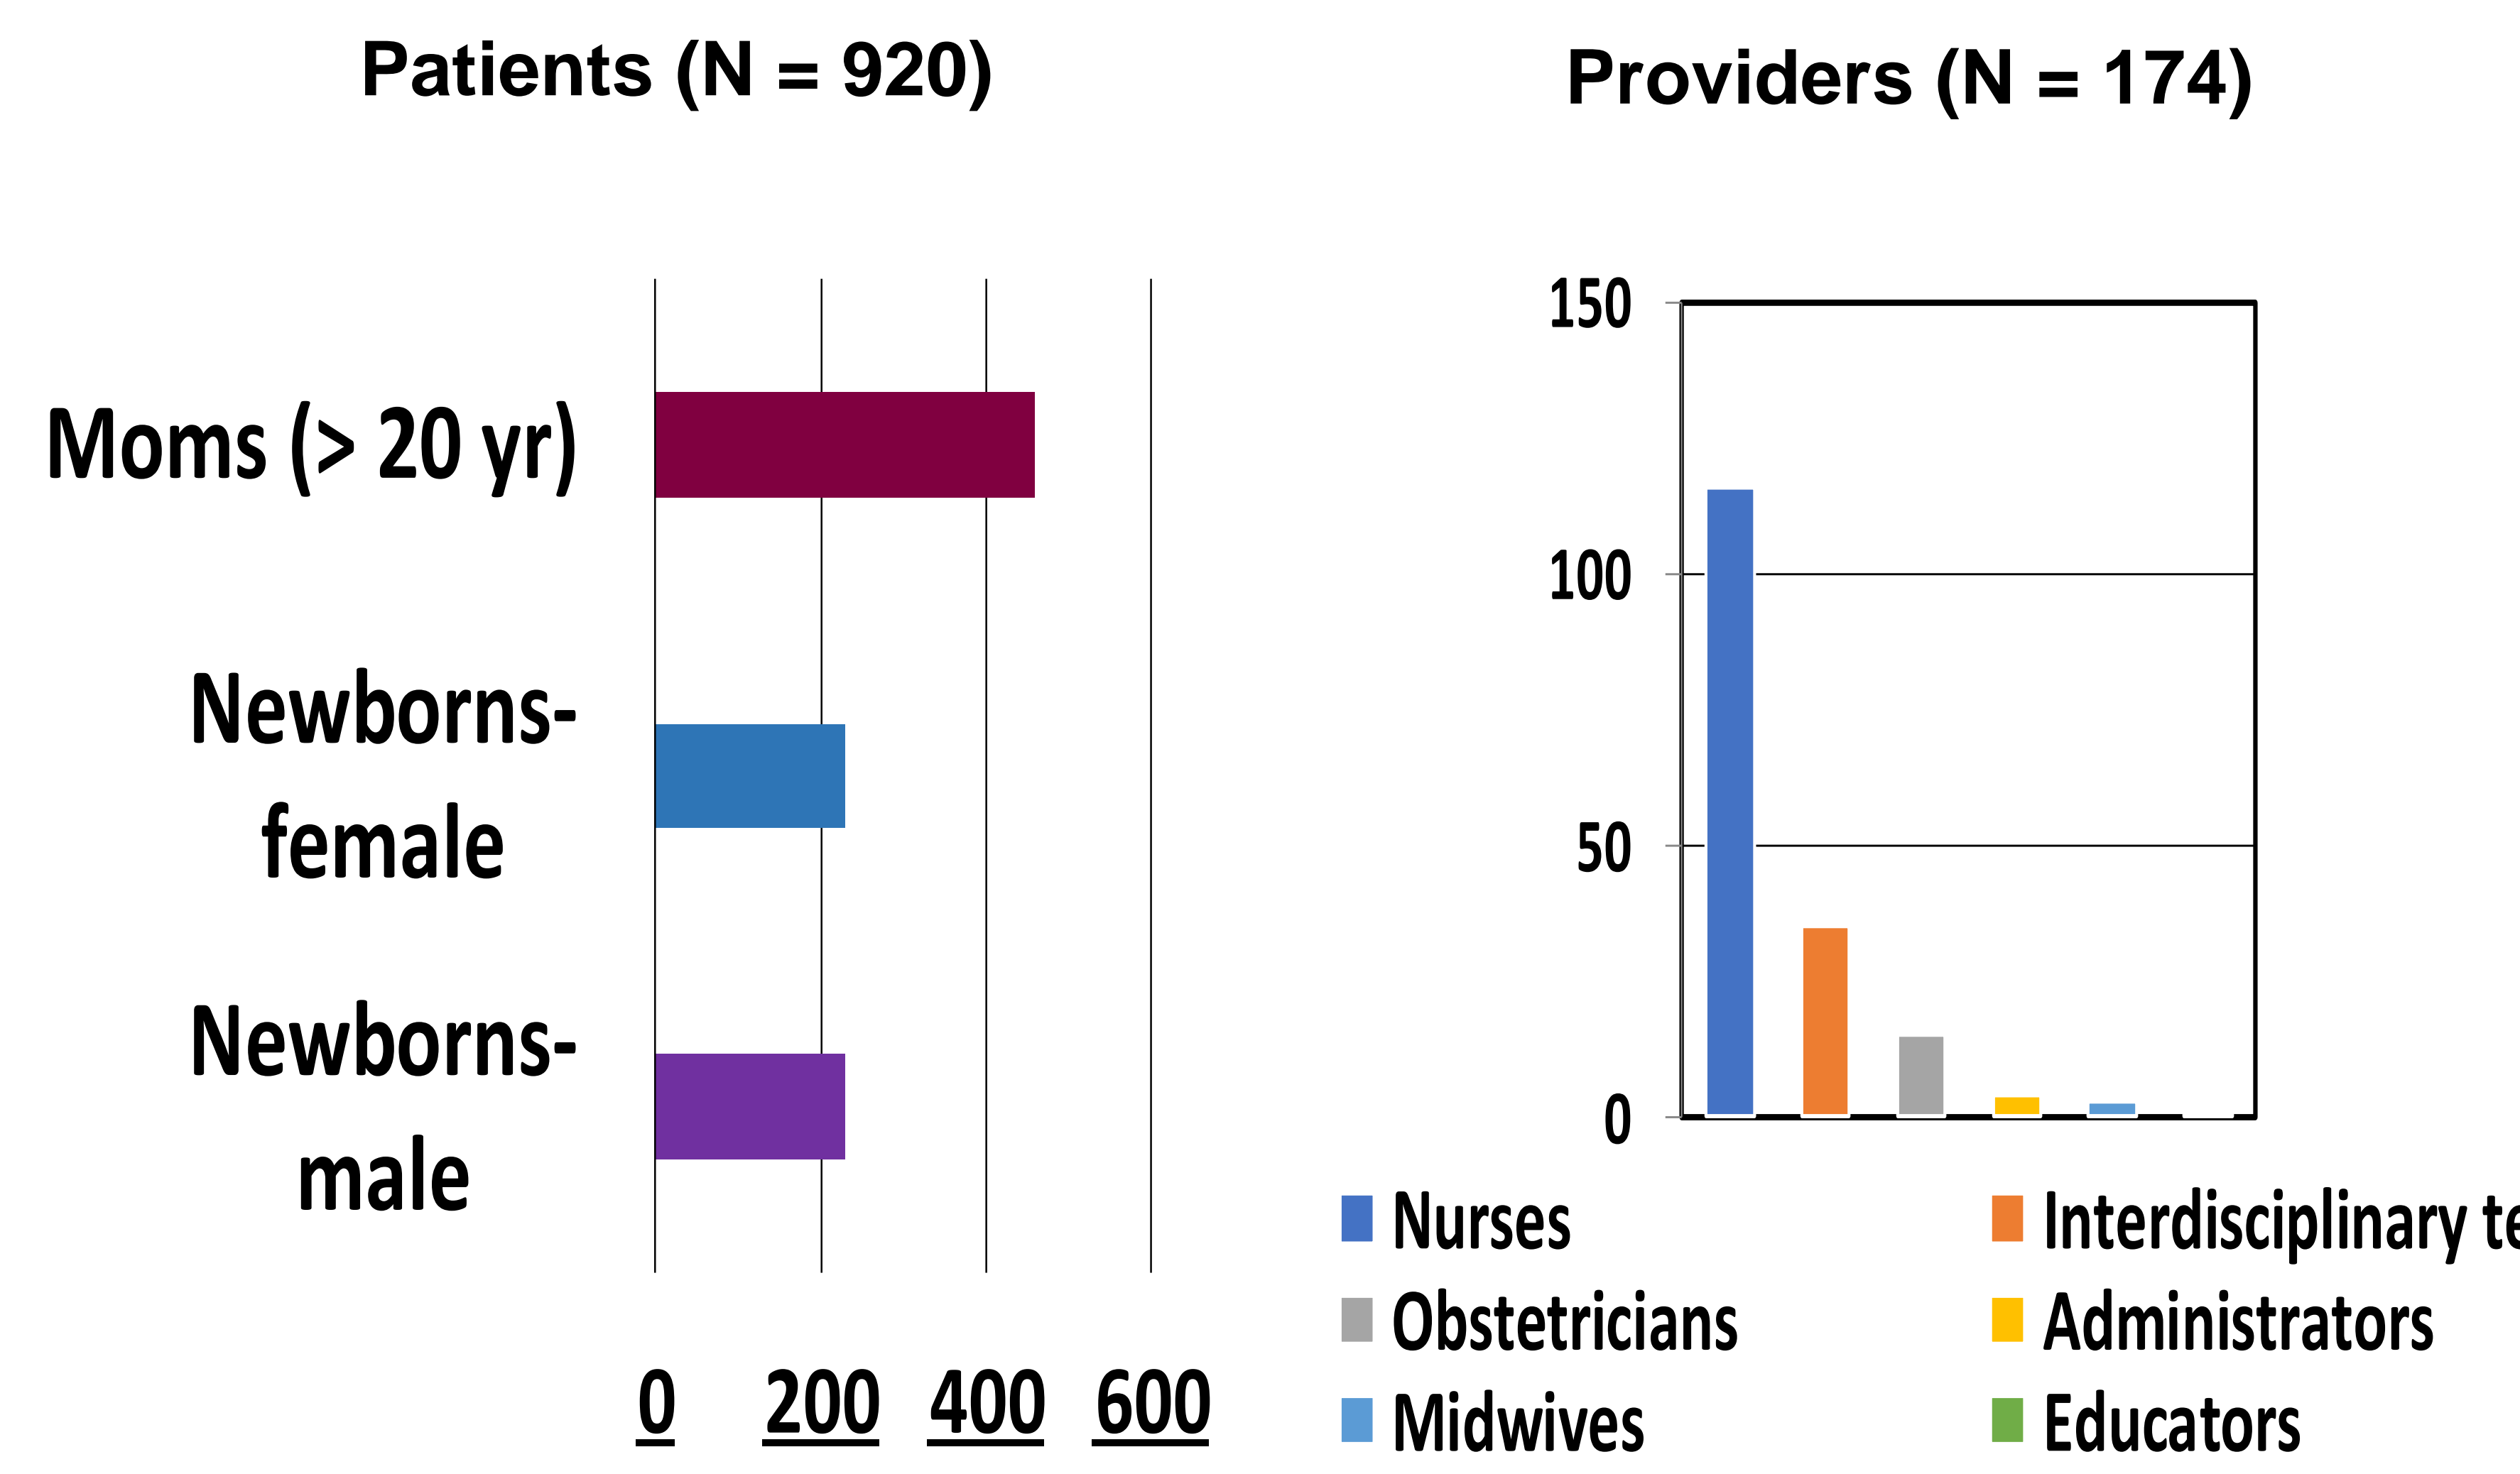 Patients (N = 920)
Providers (N = 174)
Moms (> 20 yr)
Newborns-
female
Newborns-
male
0 200 400 600
150
100
50
0
Nurses
Interdisciplinary
Obstetricians
Administrators
Midwives
Educators